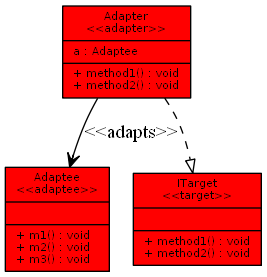 Adapter
<<adapter>>
a : Adaptee
+ method1() : void
+ method2() : void
<<adapts>>
Adaptee
<<adaptee>>
+ m1() : void
+ m2() : void
+ m3() : void
ITarget
<<target>>
+ method1() : void
+ method2() : void